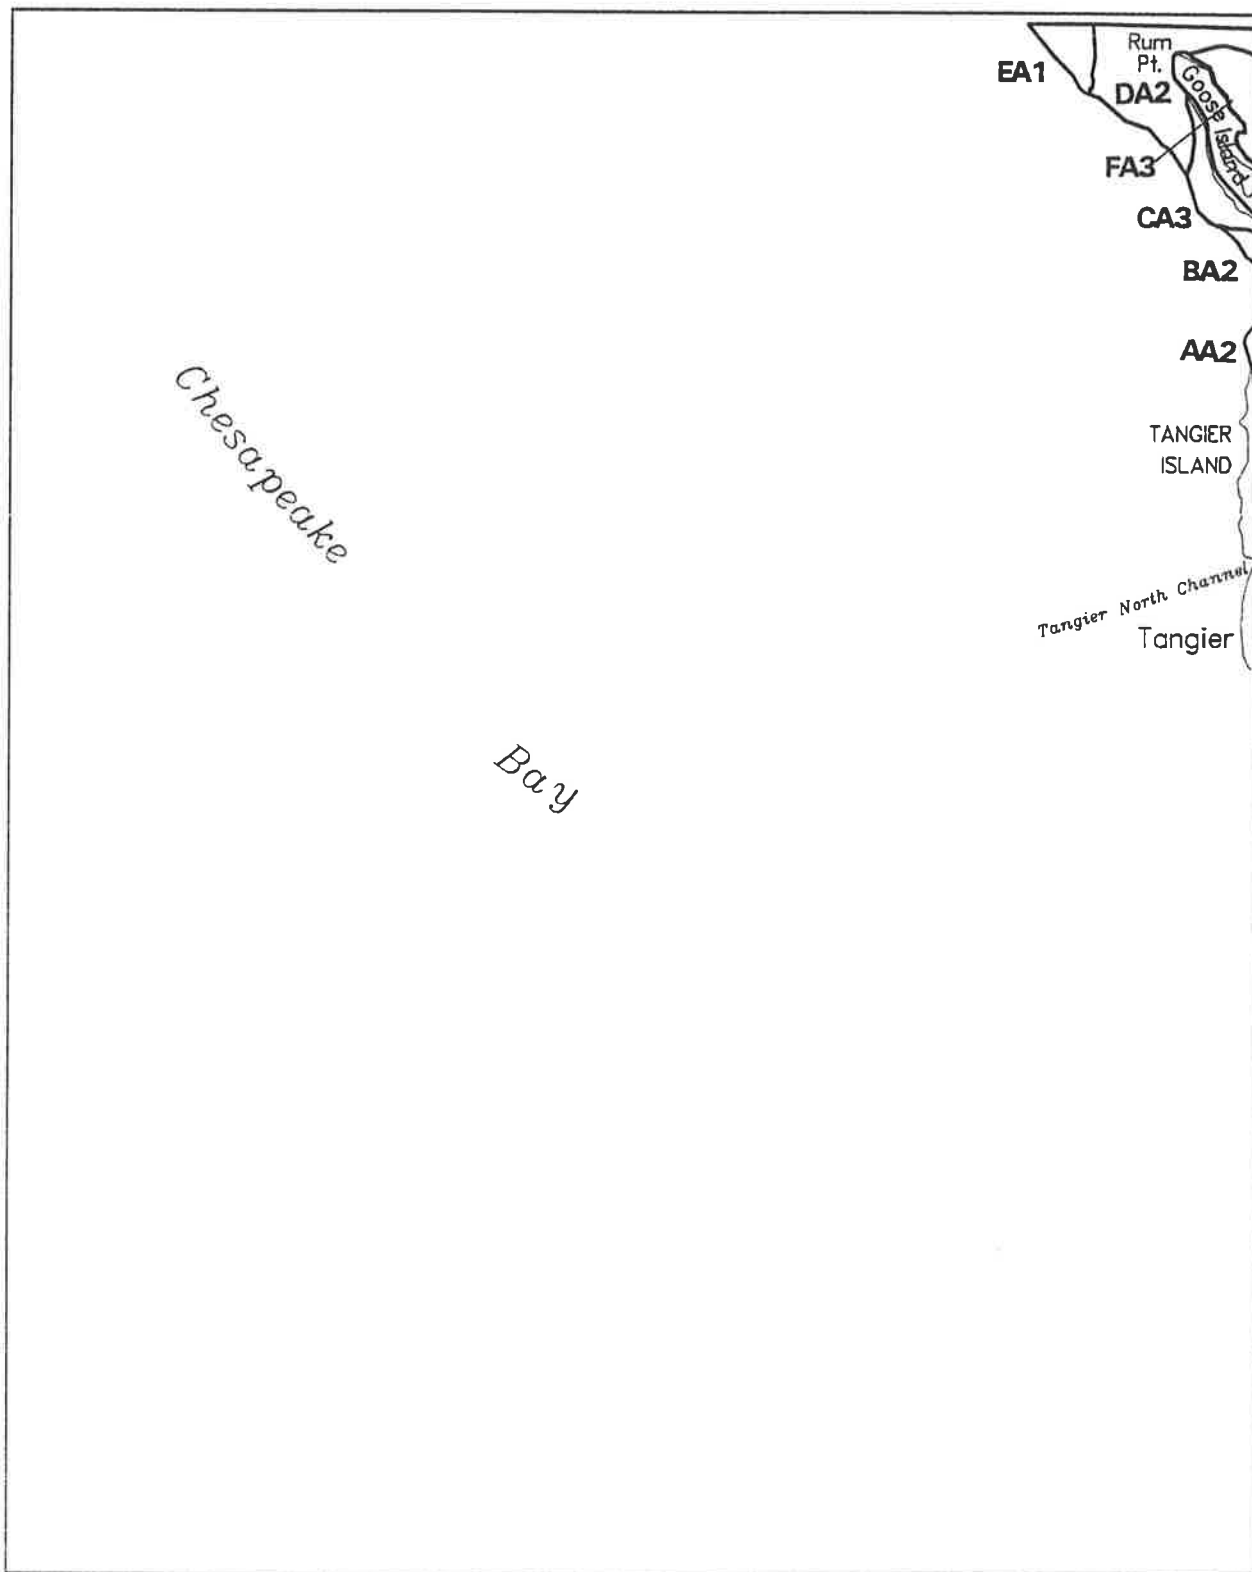 Rum
Pt.
EA1
Goose Island
DA2
FA3
CA3
BA2
AA2
Chesapeake
TANGIER
ISLAND
Tangier North Channel
Tangier
Bay